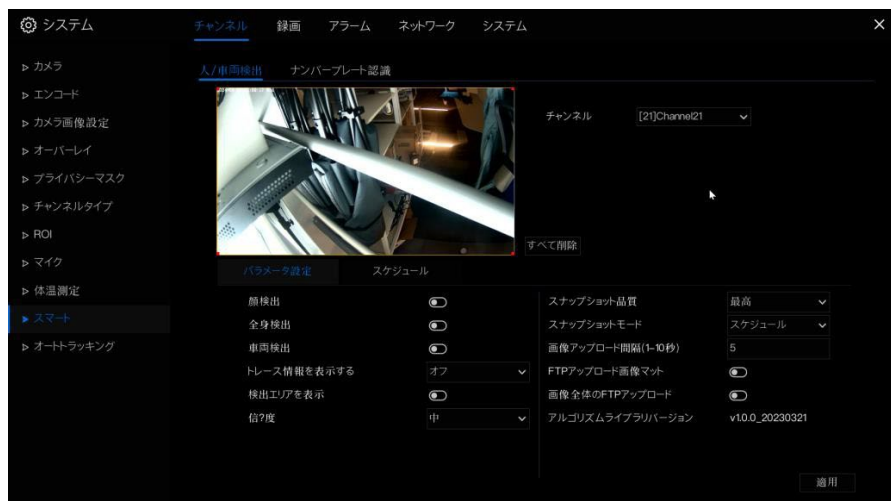 システム
チャンネル 録画 アラーム ネットワーク システム
カメラ
エンコード
カメラ画像設定
オーバーレイ
プライバシーマスク
チャンネルタイプ
ROI
マイク
体温測定
スマート
オートトラッキング
人/車両検出 ナンバープレート認識
チャンネル [21]Channel21
すべて削除
パラメータ設定 スケジュール
顔検出
全身検出
車両検出
トレース情報を表示する オフ
検出エリアを表示
信?度 中
スナップショット品質 最高
スナップショットモード スケジュール
画像アップロード間隔(1-10秒) 5
FTPアップロード画像マット
画像全体のFTPアップロード
アルゴリズムライブラリバージョン v1.0.0_20230321
適用